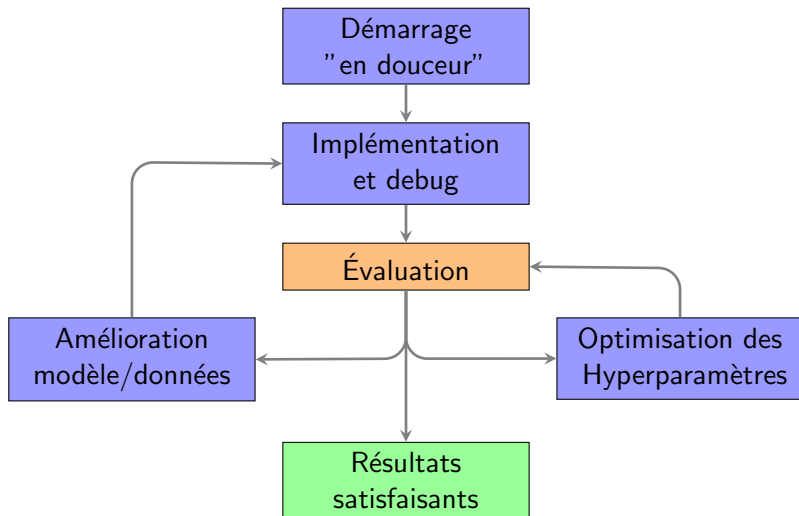 Démarrage
”en douceur”
Implémentation
et debug
Évaluation
Amélioration
modèle/données
Optimisation des
Hyperparamètres
Résultats
satisfaisants